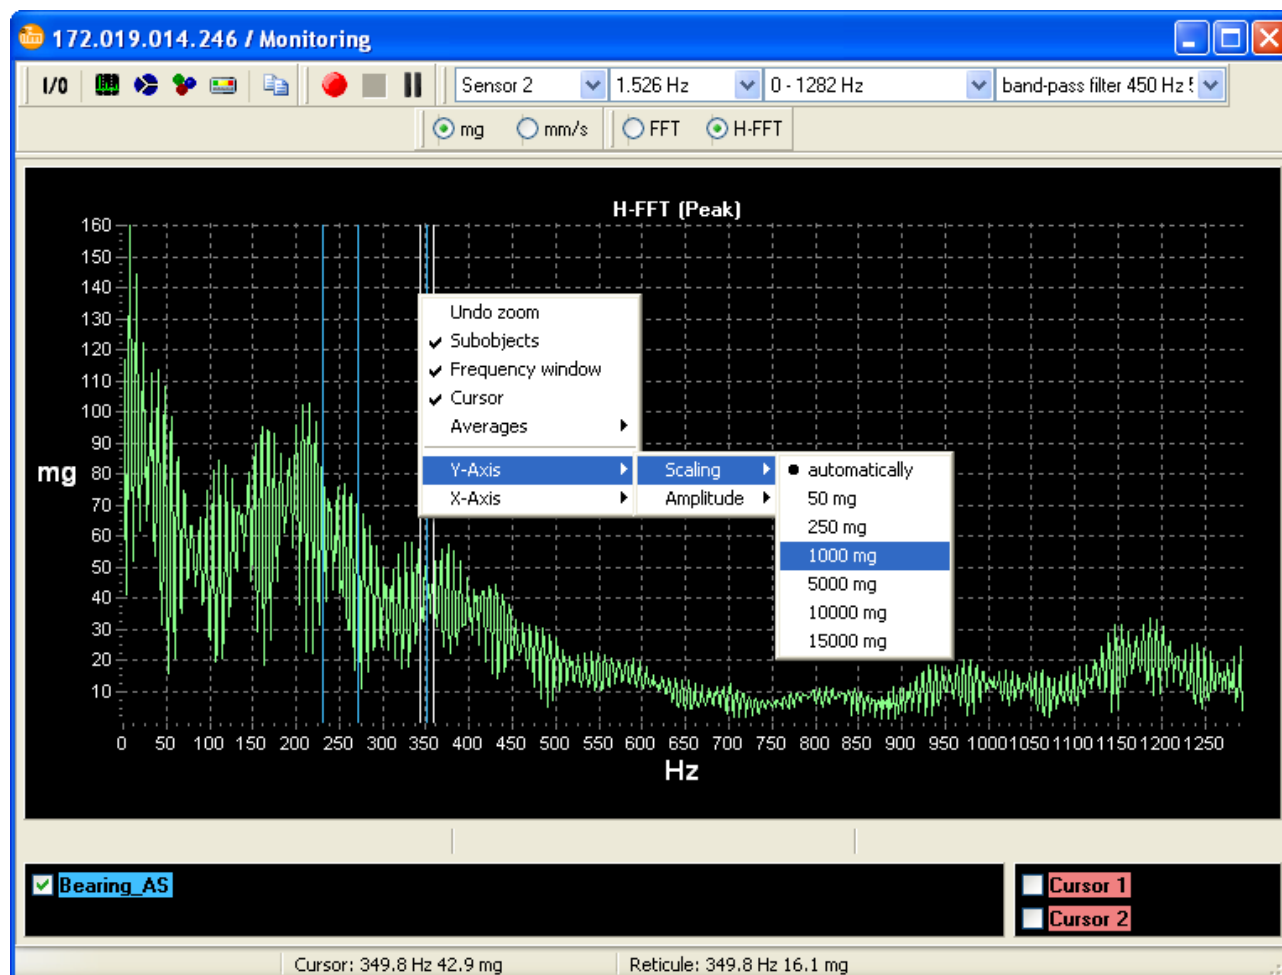 172.019.014.246 / Monitoring
I/O
Sensor 2
1.526 Hz
0 - 1282 Hz
band-pass filter 450 Hz
mg
mm/s
FFT
H-FFT
H-FFT (Peak)
160
150
140
130
120
110
100
90
80
70
60
50
40
30
20
10
mg
Undo zoom
Subobjects
Frequency window
Cursor
Averages
Y-Axis
X-Axis
Scaling
Amplitude
automatically
50 mg
250 mg
1000 mg
5000 mg
10000 mg
15000 mg
0 50 100 150 200 250 300 350 400 450 500 550 600 650 700 750 800 850 900 950 1000 1050 1100 1150 1200 1250
Hz
Bearing_AS
Cursor 1
Cursor 2
Cursor: 349.8 Hz 42.9 mg
Reticule: 349.8 Hz 16.1 mg